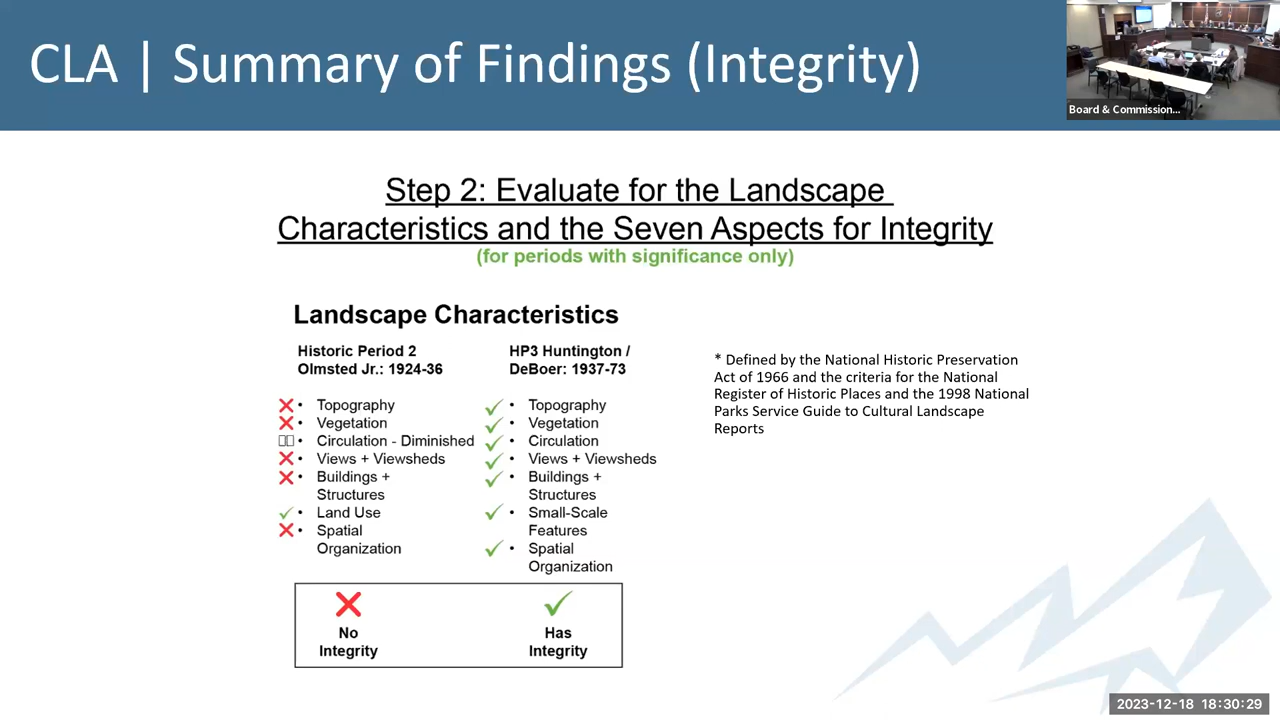 CLA | Summary of Findings (Integrity)
Board & Commission...
Step 2: Evaluate for the Landscape
Characteristics and the Seven Aspects for Integrity
(for periods with significance only)
Landscape Characteristics
Historic Period 2
Olmsted Jr.: 1924-36
• Topography
• Vegetation
• Circulation - Diminished
• Views + Viewsheds
• Buildings +
Structures
• Land Use
• Spatial
Organization
HP3 Huntington /
DeBoer: 1937-73
• Topography
• Vegetation
• Circulation
• Views + Viewsheds
• Buildings +
Structures
• Small-Scale
Features
• Spatial
Organization
No
Integrity
Has
Integrity
* Defined by the National Historic Preservation
Act of 1966 and the criteria for the National
Register of Historic Places and the 1998 National
Parks Service Guide to Cultural Landscape
Reports
2023-12-18 18:30:29